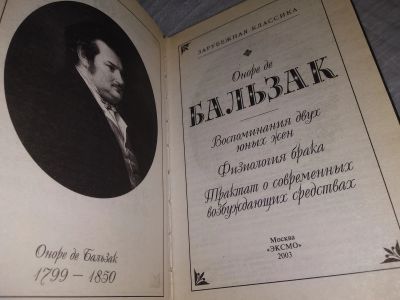 Оноре де Бальзак
1799 – 1850
ЗАРУБЕЖНАЯ КЛАССИКА
Оноре де
БАЛЬЗАК
Воспоминания двух
юных жен
Физиология брака
Трактат о современных
возбуждающих средствах
Москва
«ЭКСМО»
2003